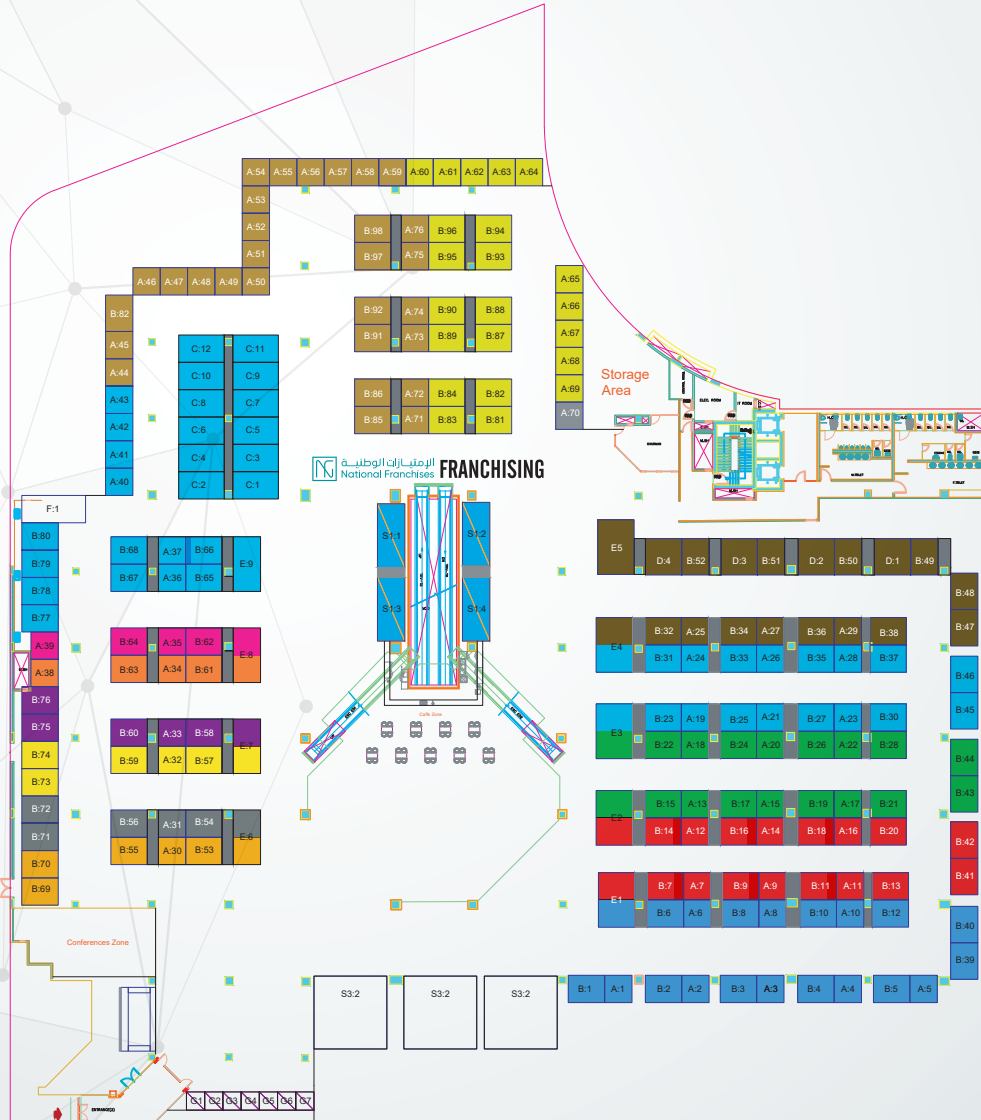 A:54 A:55 A:56 A:57 A:58 A:59 A:60 A:61 A:62 A:63 A:64
A:53
A:52
A:51
A:46 A:47 A:48 A:49 A:50
B:98 A:76 B:96 B:94
B:97 A:75 B:95 B:93
A:65
A:66
A:67
A:68
A:69
A:70
B:82
A:45
A:44
A:43
A:42
A:41
A:40
B:92 A:74 B:90 B:88
B:91 A:73 B:89 B:87
C:12 C:11
C:10 C:9
C:8 C:7
C:6 C:5
C:4 C:3
C:2 C:1
B:86 A:72 B:84 B:82
B:85 A:71 B:83 B:81
Storage
Area
ELEC. ROOM
الإمتيازات الوطنية
National Franchises
FRANCHISING
F:1
B:80
B:79
B:78
B:77
A:39
A:38
B:76
B:75
B:74
B:73
B:72
B:71
B:70
B:69
S1:1 S1:2
S1:3 S1:4
B:68 A:37 B:66 E:9
B:67 A:36 B:65
B:64 A:35 B:62 E:8
B:63 A:34 B:61
B:60 A:33 B:58 E:7
B:59 A:32 B:57
B:56 A:31 B:54 E:6
B:55 A:30 B:53
Caffe Zone
E5 D:4 B:52 D:3 B:51 D:2 B:50 D:1 B:49
B:48
B:47
E4 B:32 A:25 B:34 A:27 B:36 A:29 B:38
B:31 A:24 B:33 A:26 B:35 A:28 B:37
B:46
B:45
E3 B:23 A:19 B:25 A:21 B:27 A:23 B:30
B:22 A:18 B:24 A:20 B:26 A:22 B:28
B:44
B:43
E2 B:15 A:13 B:17 A:15 B:19 A:17 B:21
B:14 A:12 B:16 A:14 B:18 A:16 B:20
B:42
B:41
E1 B:7 A:7 B:9 A:9 B:11 A:11 B:13
B:6 A:6 B:8 A:8 B:10 A:10 B:12
B:40
B:39
Conferences Zone
S3:2 S3:2 S3:2
B:1 A:1 B:2 A:2 B:3 A:3 B:4 A:4 B:5 A:5
G1 G2 G3 G4 G5 G6 G7
ENTRANCE(2)